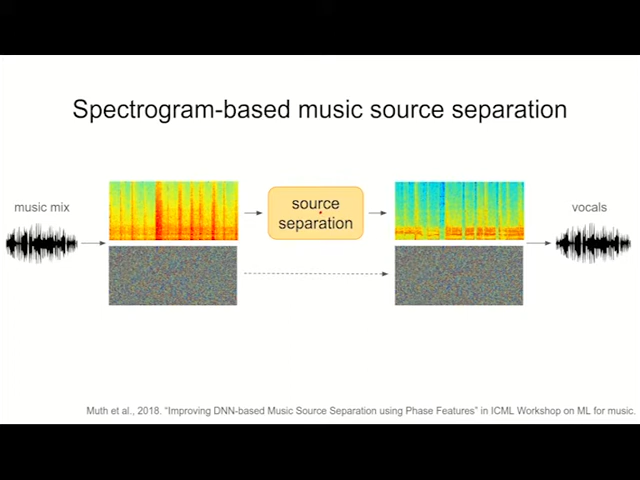 Spectrogram-based music source separation
music mix
source
separation
vocals
Muth et al., 2018. “Improving DNN-based Music Source Separation using Phase Features” in ICML Workshop on ML for music.